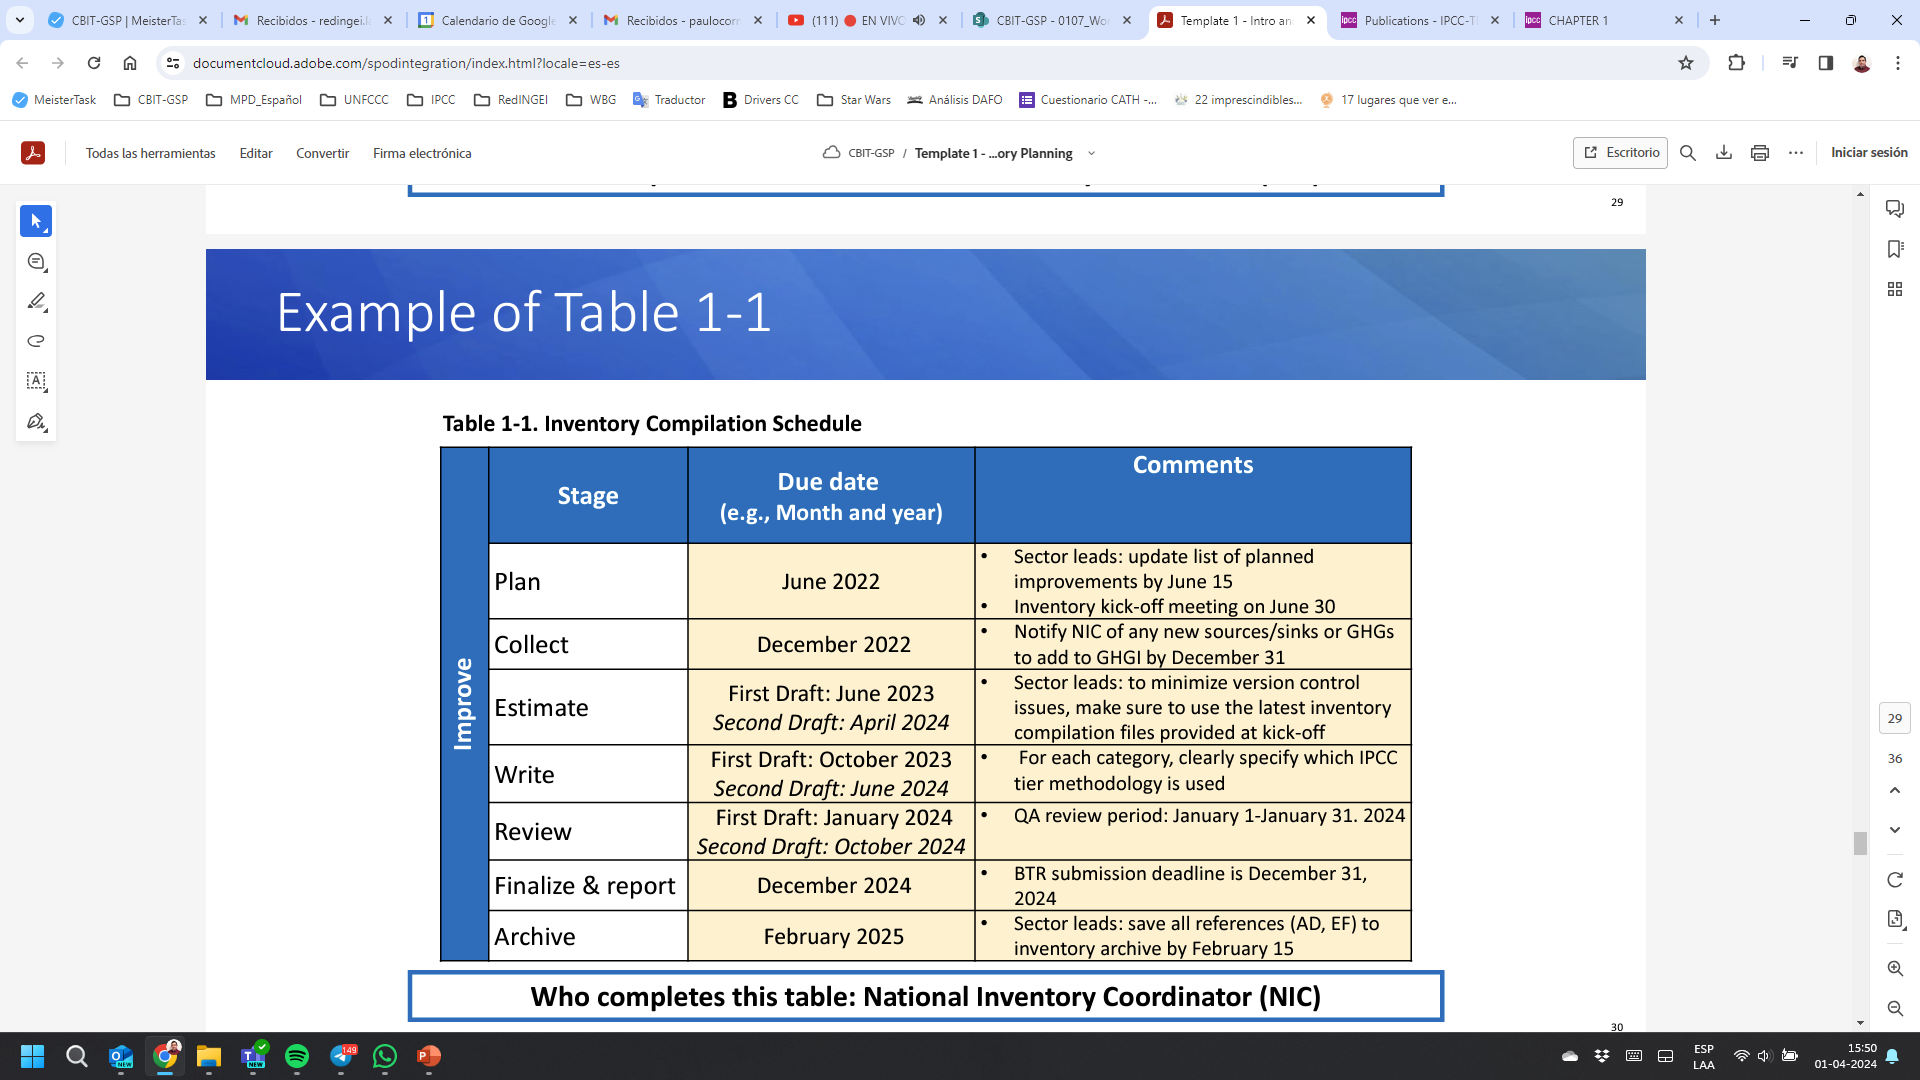 CBIT-GSP | MeisterTas
Recibidos - redingei.l
Calendario de Google
Recibidos - paulocorn
(111) EN VIVO
CBIT-GSP - 0107_Wor
Template 1 - Intro an
Publications - IPCC-T
CHAPTER 1
documentcloud.adobe.com/spodintegration/index.html?locale=es-es
MeisterTask
CBIT-GSP
MPD_Español
UNFCCC
IPCC
RedINGEI
WBG
Traductor
Drivers CC
Star Wars
Análisis DAFO
Cuestionario CATH -...
22 imprescindibles...
17 lugares que ver e...
Todas las herramientas
Editar
Convertir
Firma electrónica
CBIT-GSP / Template 1 - ...ory Planning
Escritorio
Iniciar sesión
29
Example of Table 1-1
Table 1-1. Inventory Compilation Schedule
Improve
Stage
Due date
(e.g., Month and year)
Comments
Plan
June 2022
• Sector leads: update list of planned
improvements by June 15
• Inventory kick-off meeting on June 30
Collect
December 2022
• Notify NIC of any new sources/sinks or GHGs
to add to GHGI by December 31
Estimate
First Draft: June 2023
Second Draft: April 2024
• Sector leads: to minimize version control
issues, make sure to use the latest inventory
compilation files provided at kick-off
Write
First Draft: October 2023
Second Draft: June 2024
• For each category, clearly specify which IPCC
tier methodology is used
Review
First Draft: January 2024
Second Draft: October 2024
• QA review period: January 1-January 31. 2024
Finalize & report
December 2024
• BTR submission deadline is December 31,
2024
Archive
February 2025
• Sector leads: save all references (AD, EF) to
inventory archive by February 15
Who completes this table: National Inventory Coordinator (NIC)
30
29
36
149
ESP
LAA
15:50
01-04-2024